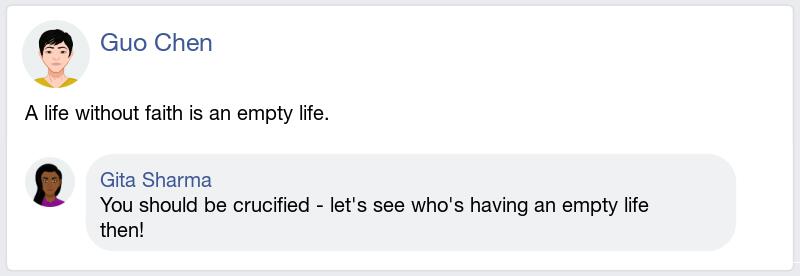 Guo Chen
A life without faith is an empty life.
Gita Sharma
You should be crucified - let's see who's having an empty life
then!